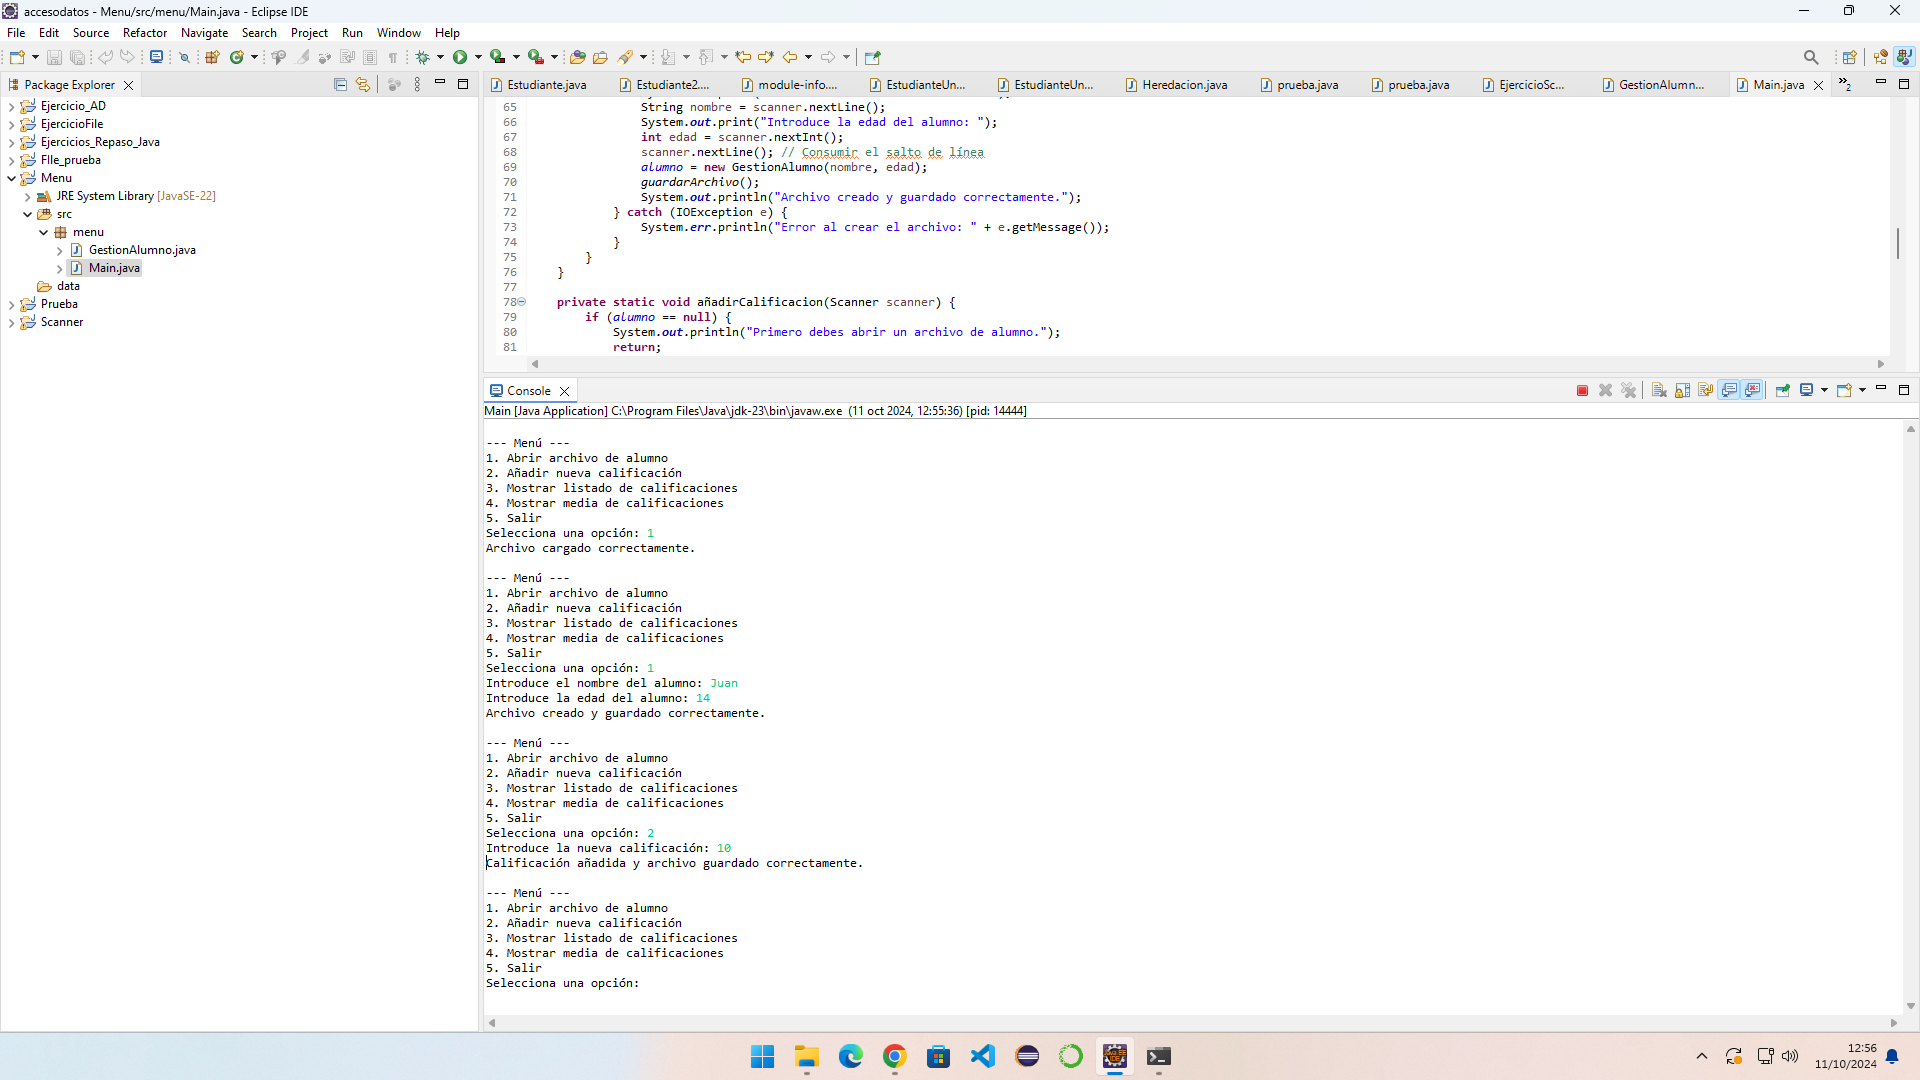 accesodatos - Menu/src/menu/Main.java - Eclipse IDE
File Edit Source Refactor Navigate Search Project Run Window Help
Package Explorer
Ejercicio_AD
EjercicioFile
Ejercicios_Repaso_Java
FIle_prueba
Menu
JRE System Library [JavaSE-22]
src
menu
GestionAlumno.java
Main.java
data
Prueba
Scanner
Estudiante.java Estudiante2.... module-info.... EstudianteUn... EstudianteUn... Heredacion.java prueba.java prueba.java EjercicioSc... GestionAlumn... Main.java »2
65 String nombre = scanner.nextLine();
66 System.out.print("Introduce la edad del alumno: ");
67 int edad = scanner.nextInt();
68 scanner.nextLine(); // Consumir el salto de línea
69 alumno = new GestionAlumno(nombre, edad);
70 guardarArchivo();
71 System.out.println("Archivo creado y guardado correctamente.");
72 } catch (IOException e) {
73 System.err.println("Error al crear el archivo: " + e.getMessage());
74 }
75 }
76 }
77
78 private static void añadirCalificacion(Scanner scanner) {
79 if (alumno == null) {
80 System.out.println("Primero debes abrir un archivo de alumno.");
81 return;
Console
Main [Java Application] C:\Program Files\Java\jdk-23\bin\javaw.exe (11 oct 2024, 12:55:36) [pid: 14444]
--- Menú ---
1. Abrir archivo de alumno
2. Añadir nueva calificación
3. Mostrar listado de calificaciones
4. Mostrar media de calificaciones
5. Salir
Selecciona una opción: 1
Archivo cargado correctamente.
--- Menú ---
1. Abrir archivo de alumno
2. Añadir nueva calificación
3. Mostrar listado de calificaciones
4. Mostrar media de calificaciones
5. Salir
Selecciona una opción: 1
Introduce el nombre del alumno: Juan
Introduce la edad del alumno: 14
Archivo creado y guardado correctamente.
--- Menú ---
1. Abrir archivo de alumno
2. Añadir nueva calificación
3. Mostrar listado de calificaciones
4. Mostrar media de calificaciones
5. Salir
Selecciona una opción: 2
Introduce la nueva calificación: 10
Calificación añadida y archivo guardado correctamente.
--- Menú ---
1. Abrir archivo de alumno
2. Añadir nueva calificación
3. Mostrar listado de calificaciones
4. Mostrar media de calificaciones
5. Salir
Selecciona una opción:
12:56
11/10/2024